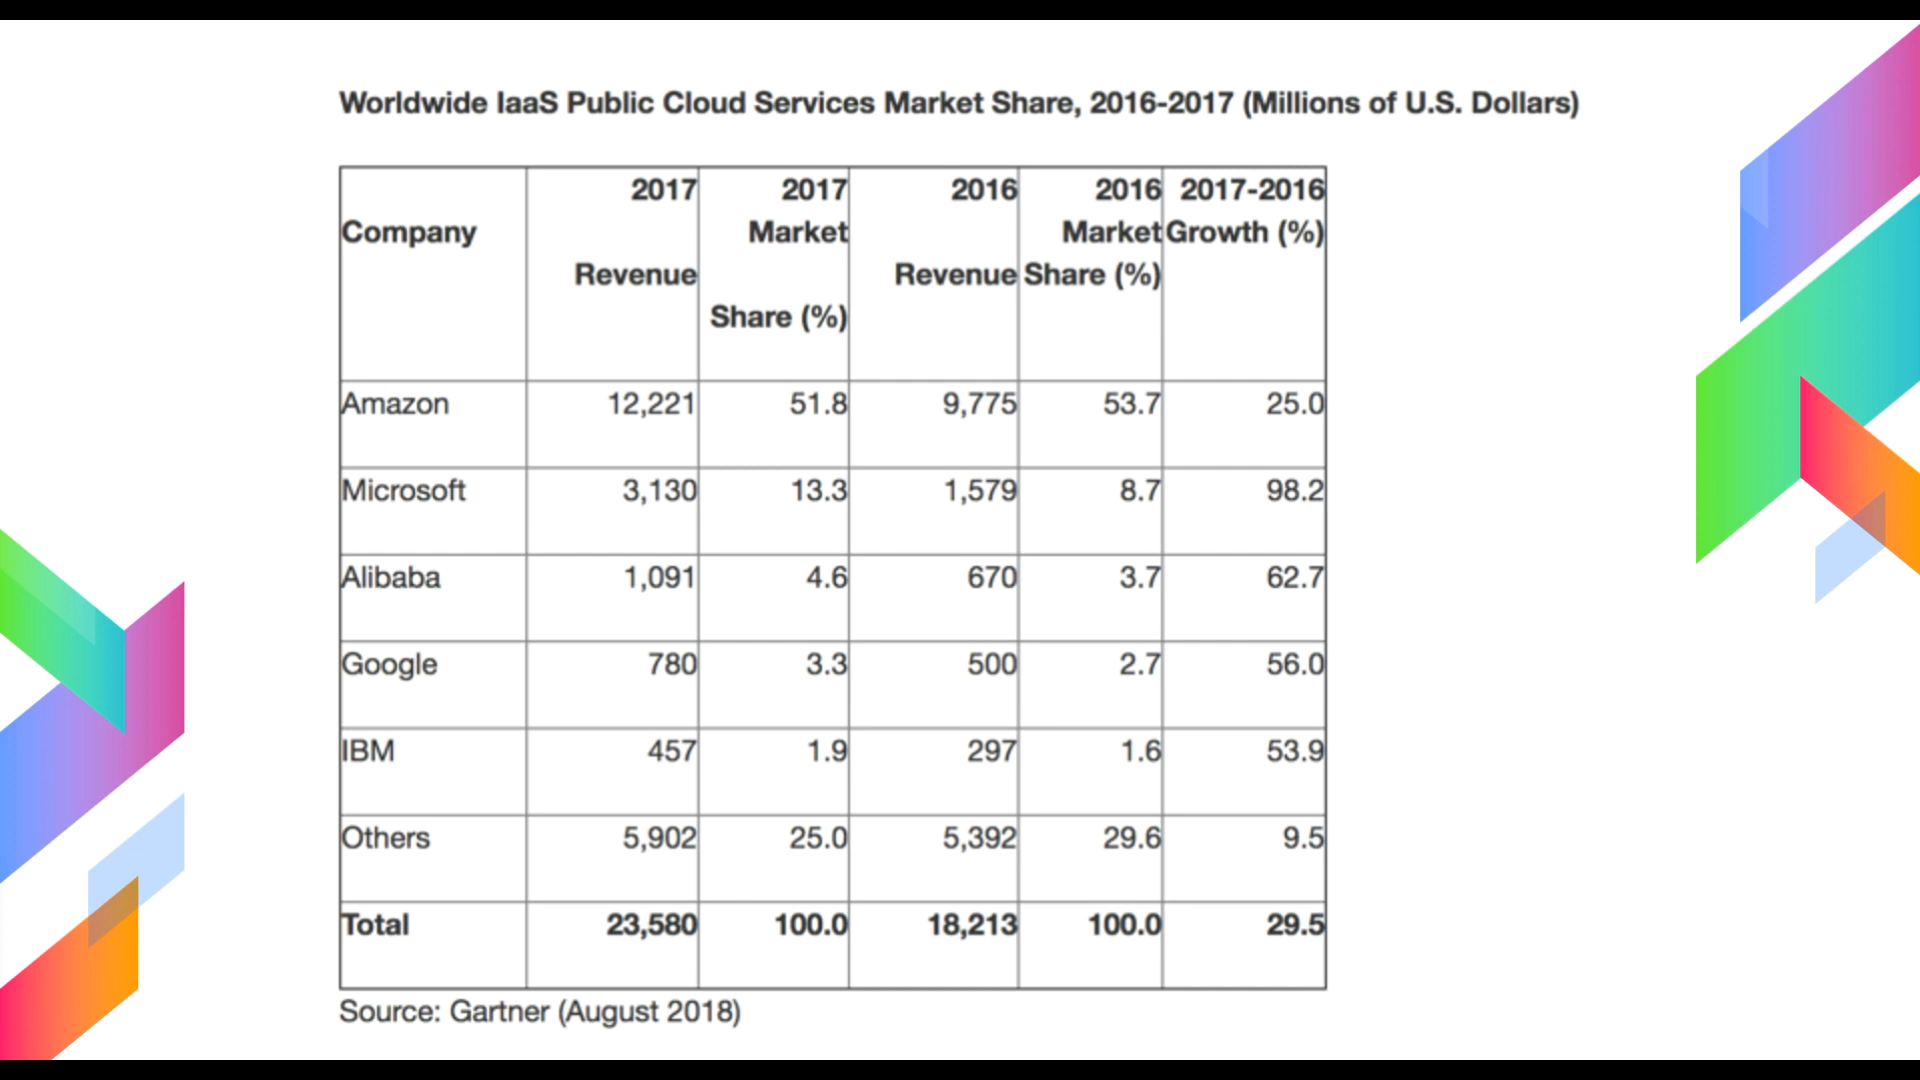 Worldwide IaaS Public Cloud Services Market Share, 2016-2017 (Millions of U.S. Dollars)
Company 2017 Revenue 2017 Market Share (%) 2016 Revenue 2016 Market Share (%) 2017-2016 Growth (%)
Amazon 12,221 51.8 9,775 53.7 25.0
Microsoft 3,130 13.3 1,579 8.7 98.2
Alibaba 1,091 4.6 670 3.7 62.7
Google 780 3.3 500 2.7 56.0
IBM 457 1.9 297 1.6 53.9
Others 5,902 25.0 5,392 29.6 9.5
Total 23,580 100.0 18,213 100.0 29.5
Source: Gartner (August 2018)